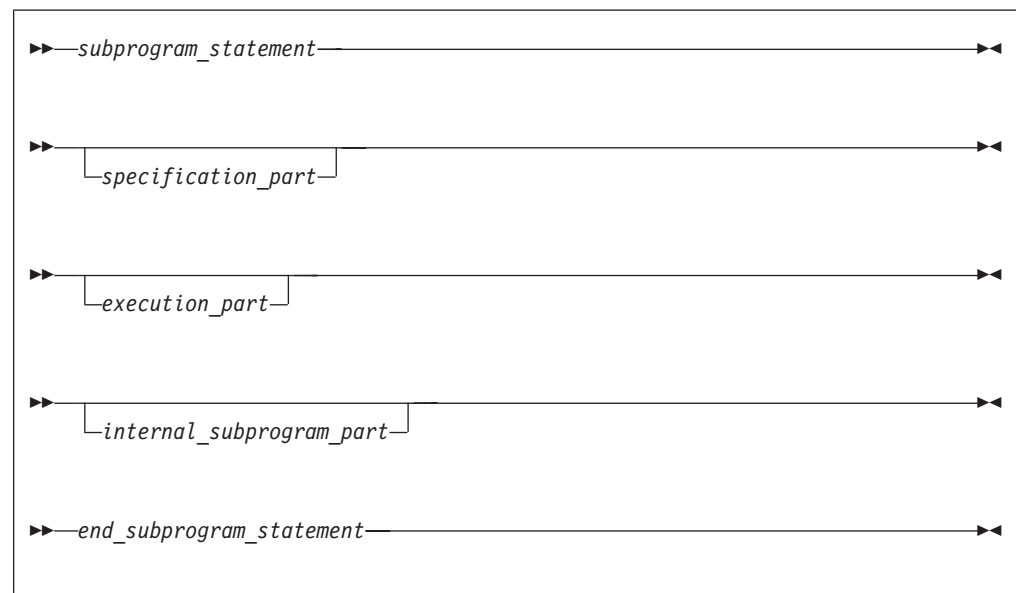 subprogram_statement
specification_part
execution_part
internal_subprogram_part
end_subprogram_statement